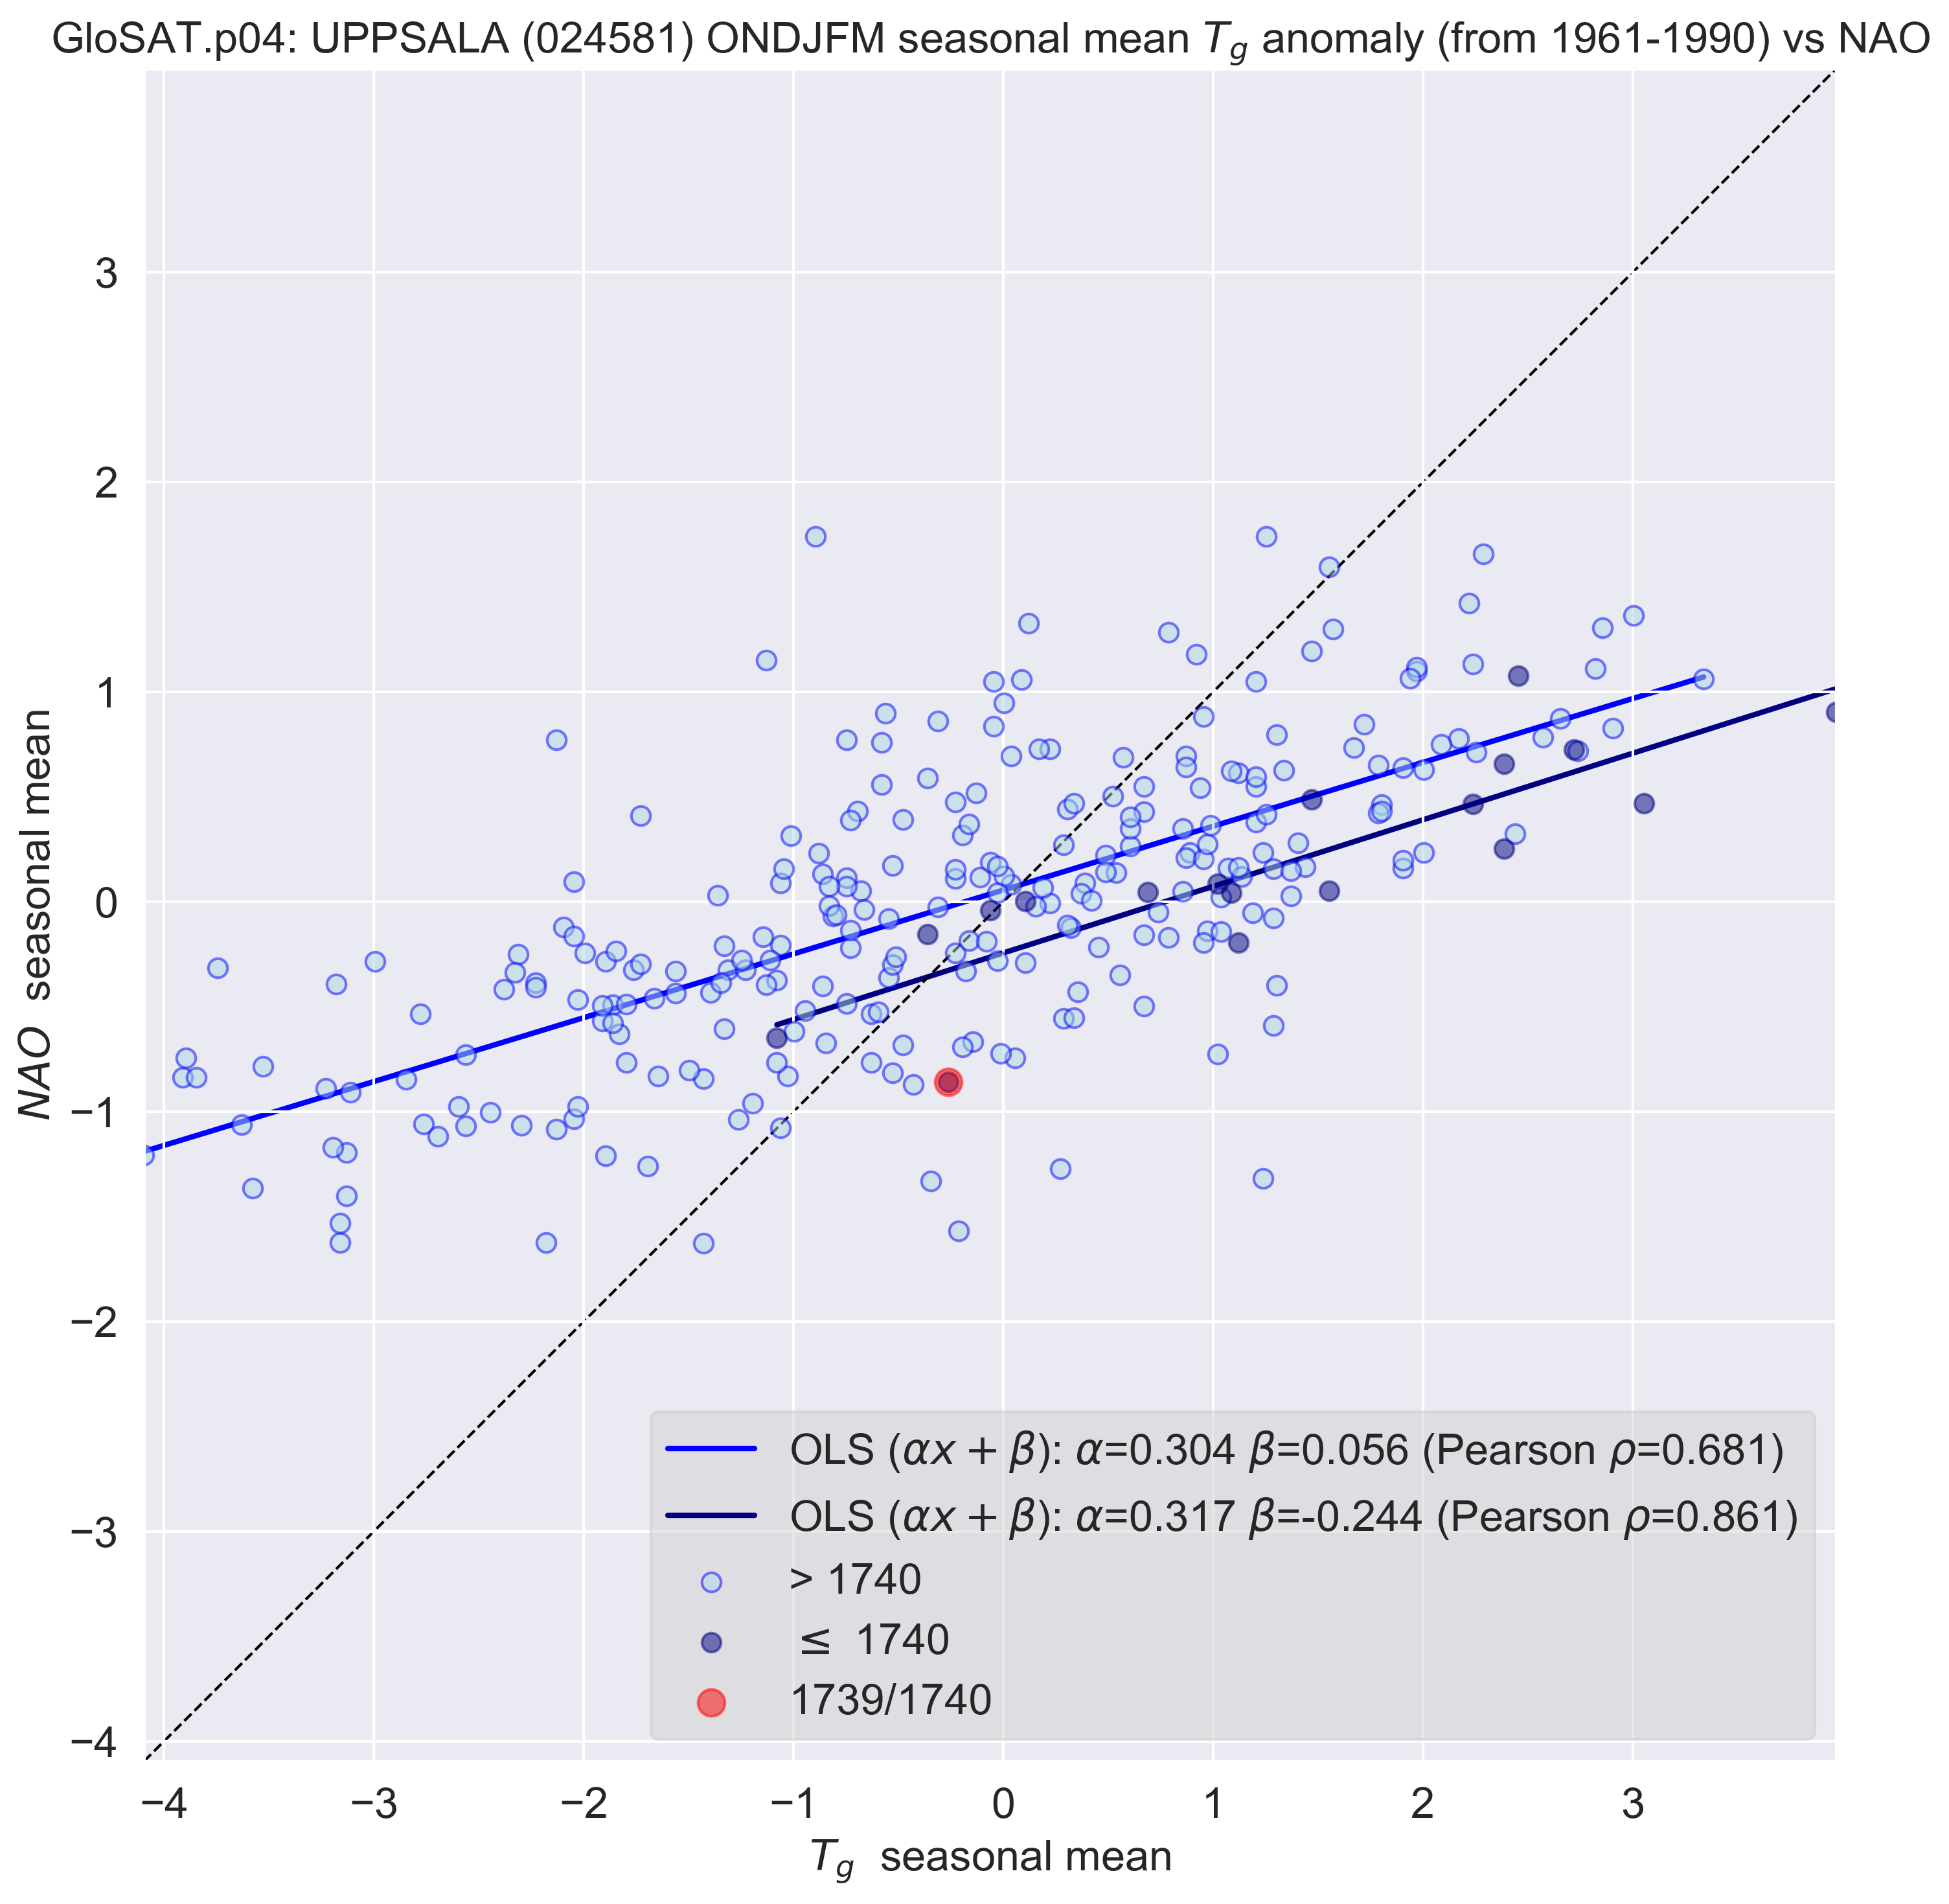 GloSAT.p04: UPPSALA (024581) ONDJFM seasonal mean Tg anomaly (from 1961-1990) vs NAO
3
2
1
0
−1
−2
−3
−4
NAO seasonal mean
OLS (αx + β): α=0.304 β=0.056 (Pearson ρ=0.681)
OLS (αx + β): α=0.317 β=-0.244 (Pearson ρ=0.861)
> 1740
≤ 1740
1739/1740
−4 −3 −2 −1 0 1 2 3
Tg seasonal mean